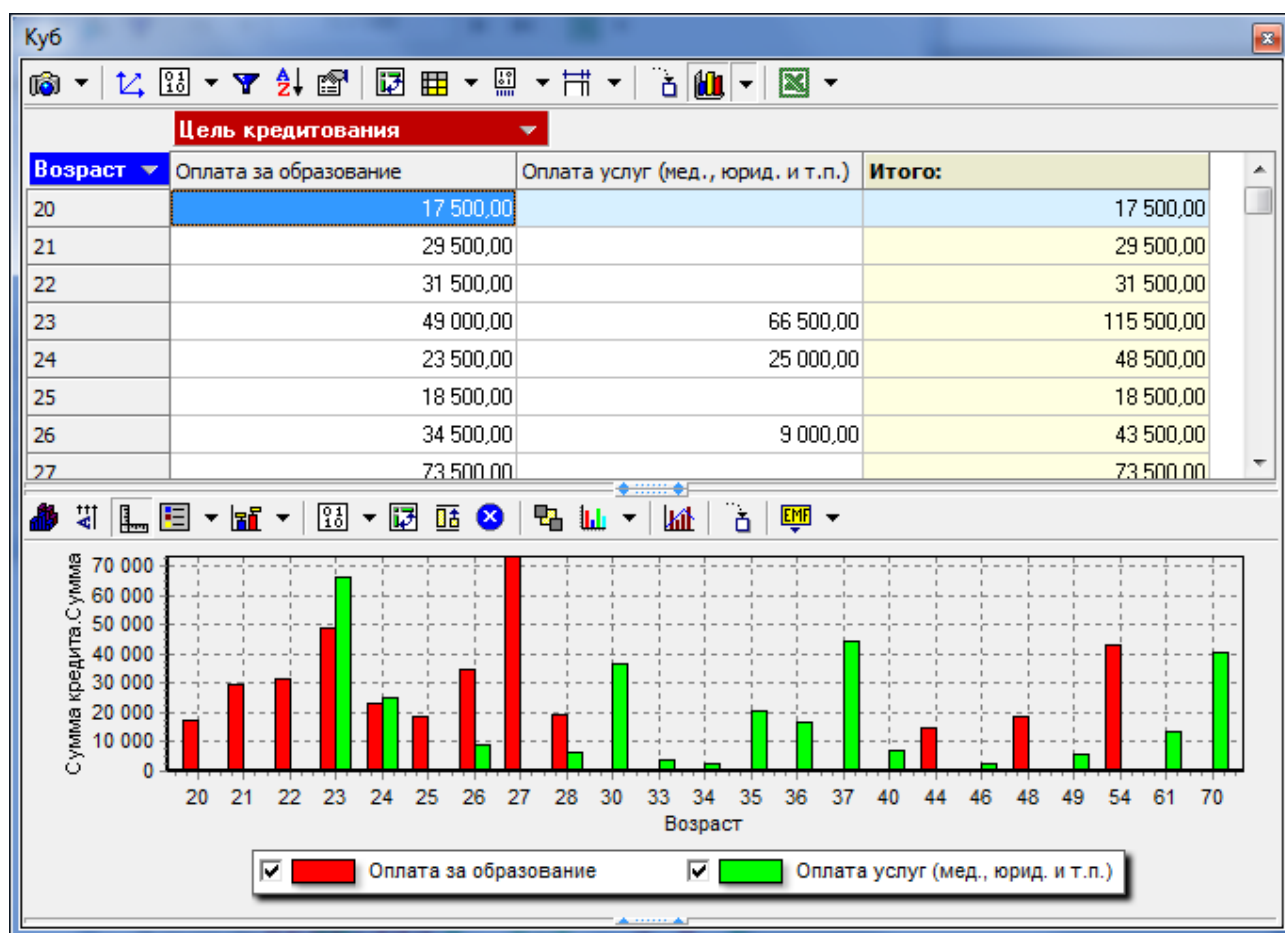 Куб
Цель кредитования
Возраст Оплата за образование Оплата услуг (мед., юрид. и т.п.) Итого:
20 17 500,00 17 500,00
21 29 500,00 29 500,00
22 31 500,00 31 500,00
23 49 000,00 66 500,00 115 500,00
24 23 500,00 25 000,00 48 500,00
25 18 500,00 18 500,00
26 34 500,00 9 000,00 43 500,00
27 73 500,00 73 500,00
EMF
Сумма кредита.Сумма
70 000
60 000
50 000
40 000
30 000
20 000
10 000
0
20 21 22 23 24 25 26 27 28 30 33 34 35 36 37 40 44 46 48 49 54 61 70
Возраст
Оплата за образование Оплата услуг (мед., юрид. и т.п.)